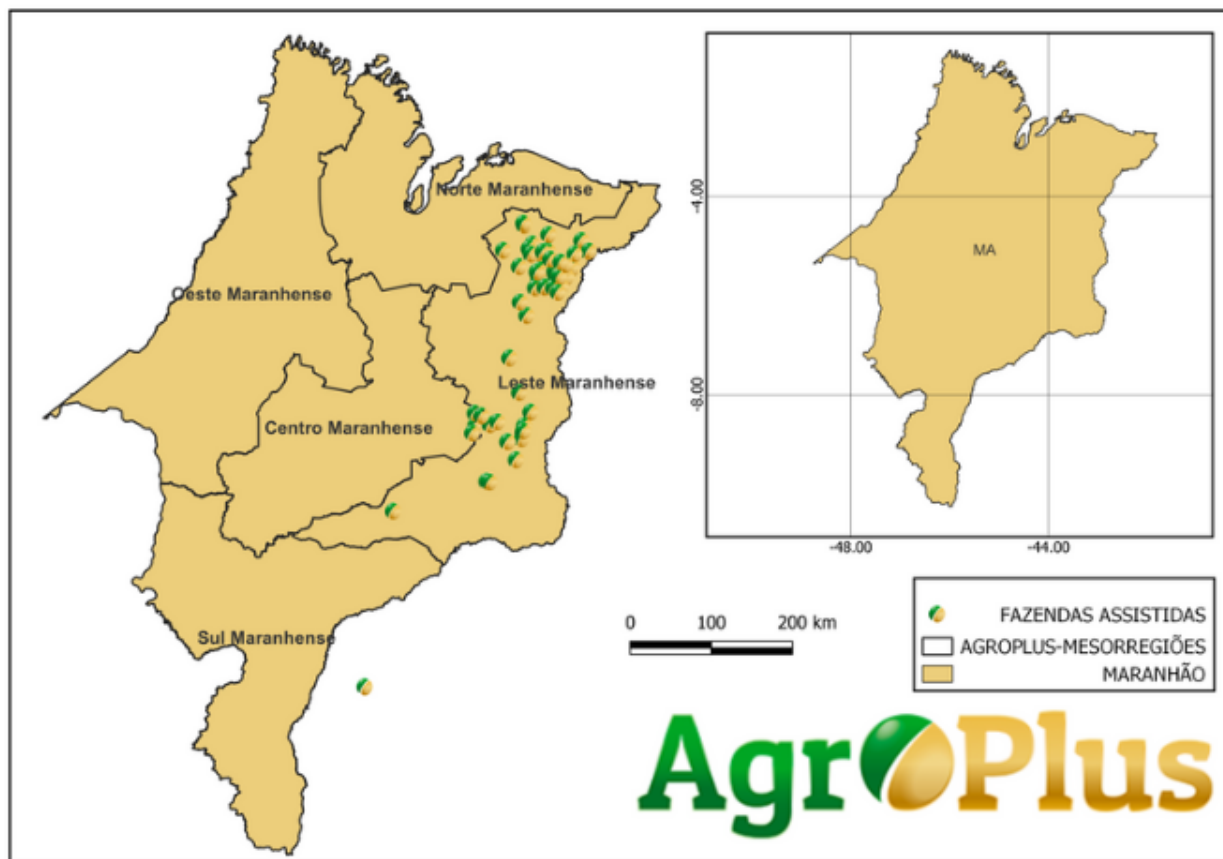 Norte Maranhense
Oeste Maranhense
Leste Maranhense
Centro Maranhense
Sul Maranhense
MA
-4.00
-8.00
-48.00
-44.00
0 100 200 km
FAZENDAS ASSISTIDAS
AGROPLUS-MESORREGIÕES
MARANHÃO
AgroPlus